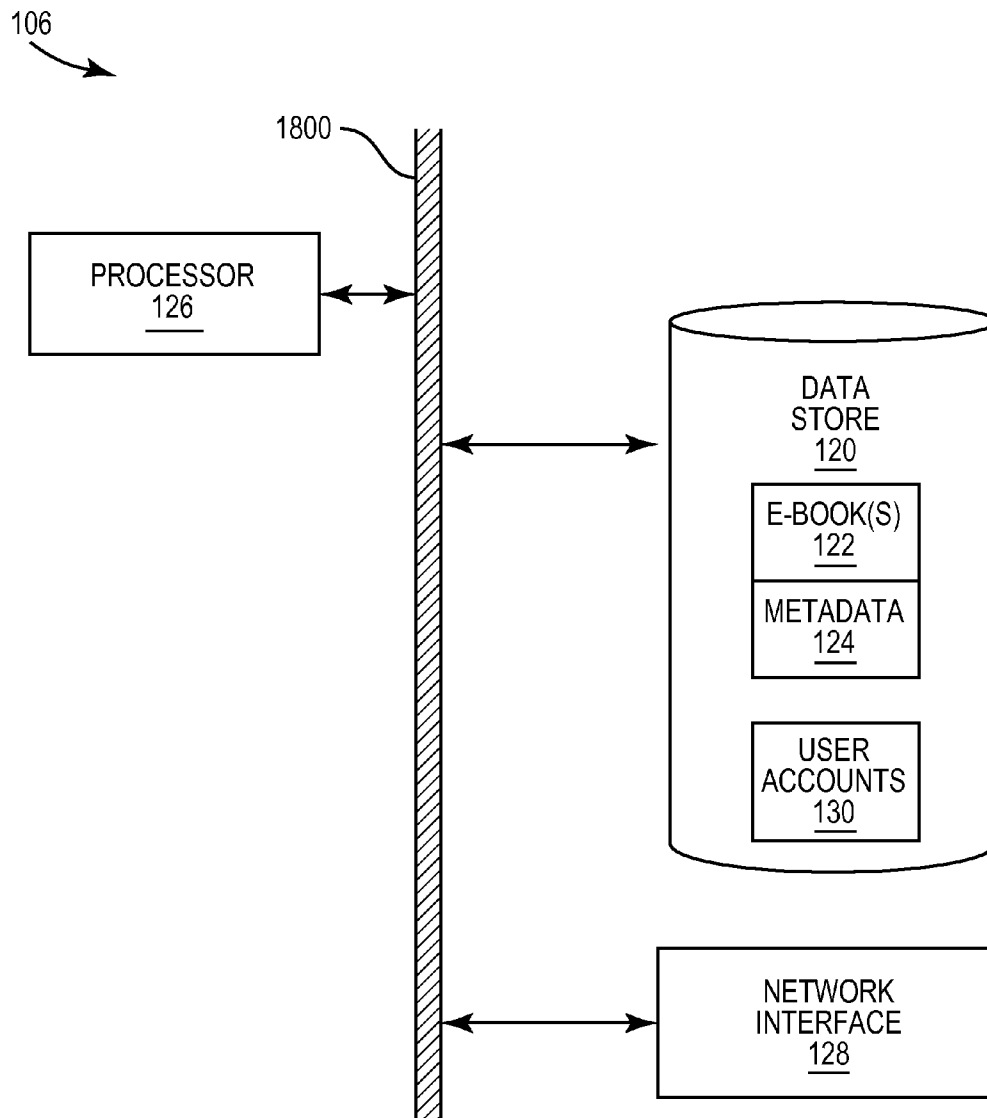 106
1800
PROCESSOR
126
DATA
STORE
120
E-BOOK(S)
122
METADATA
124
USER
ACCOUNTS
130
NETWORK
INTERFACE
128